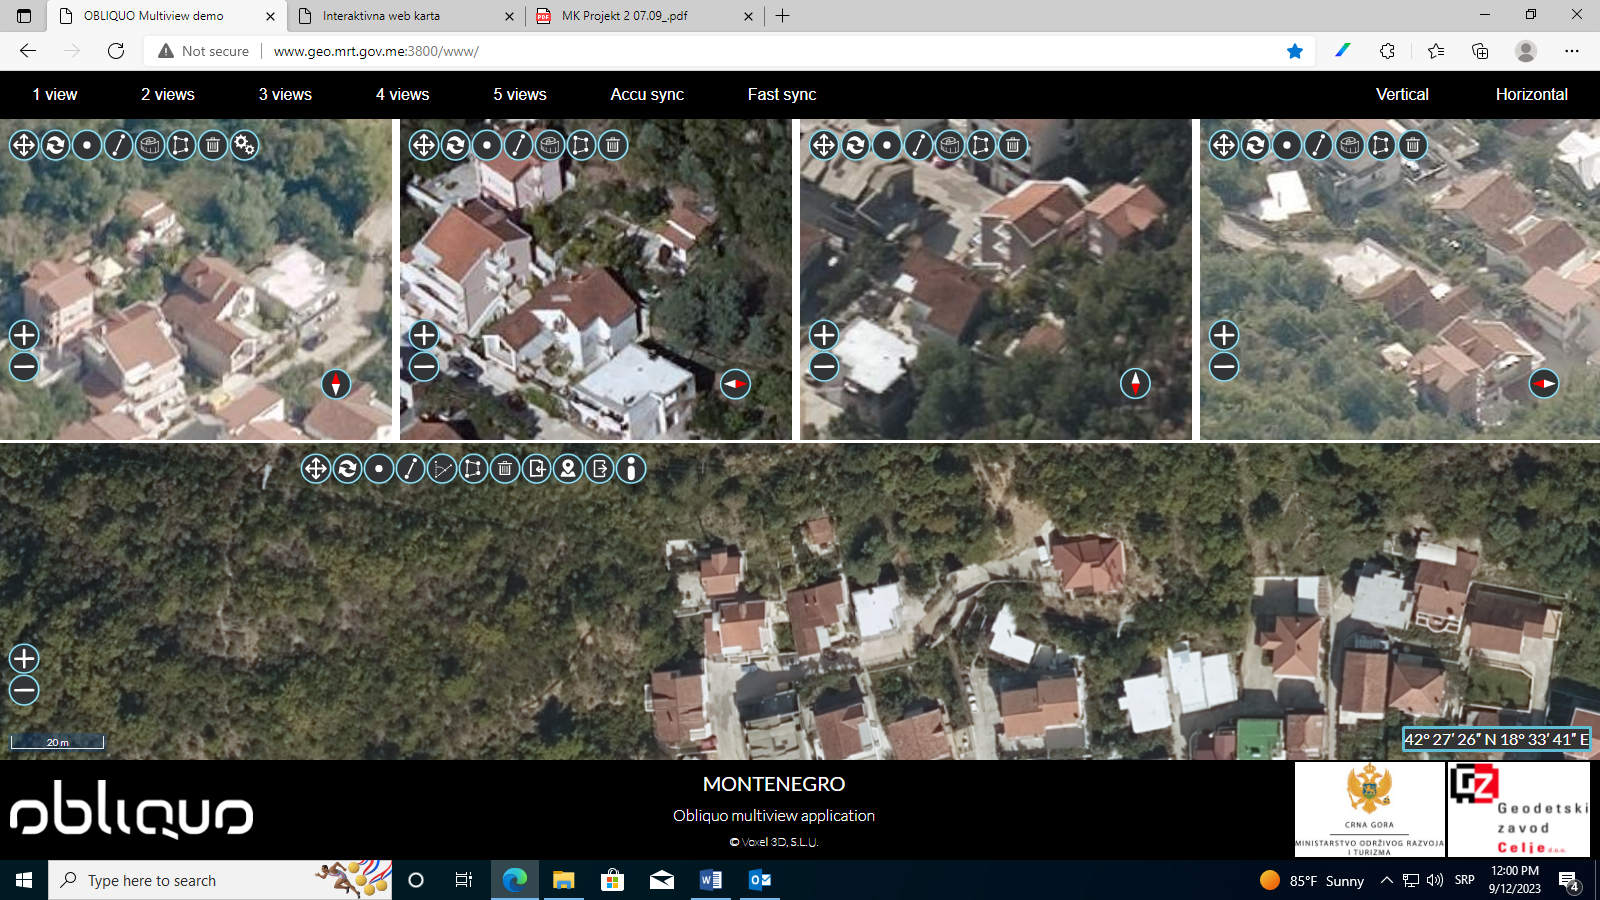 OBLIQUO Multiview demo
Interaktivna web karta
PDF
MK Projekt 2 07.09_.pdf
Not secure
www.geo.mrt.gov.me:3800/www/
1 view
2 views
3 views
4 views
5 views
Accu sync
Fast sync
Vertical
Horizontal
20 m
42° 27′ 26″ N 18° 33′ 41″ E
obliquo
MONTENEGRO
Obliquo multiview application
© Voxel 3D, S.L.U.
CRNA GORA
MINISTARSTVO ODRŽIVOG RAZVOJA
I TURIZMA
GZ
Geodetski
zavod
Celje d.o.o.
Type here to search
85°F Sunny
SRP
12:00 PM
9/12/2023
4